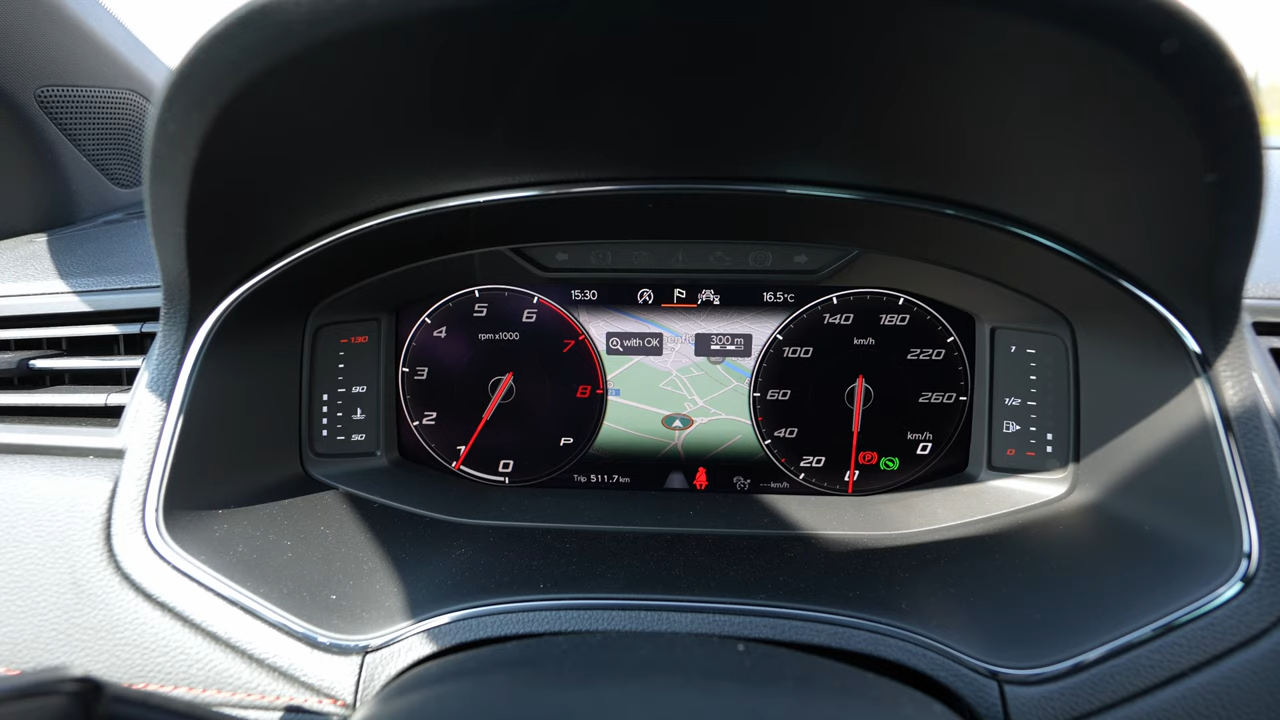 15:30
16.5°C
130
90
50
rpm x1000
0
1
2
3
4
5
6
7
8
P
with OK
300 m
km/h
0
20
40
60
100
140
180
220
260
km/h
0
P
Trip 511.7 km
--- km/h
1
1/2
0